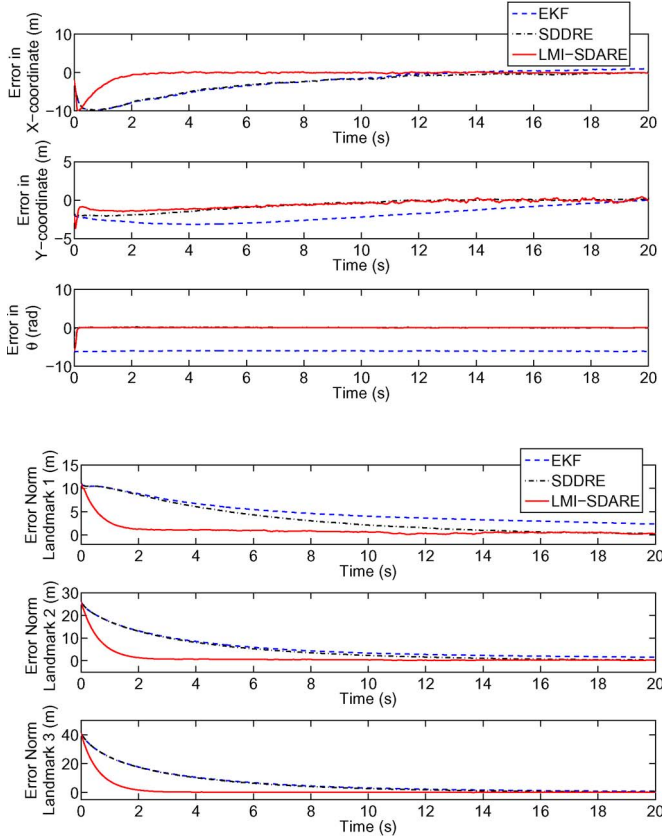 EKF
SDDRE
LMI-SDARE
Error in
X-coordinate (m)
10
0
−10
0 2 4 6 8 10 12 14 16 18 20
Time (s)
Error in
Y-coordinate (m)
5
0
−5
0 2 4 6 8 10 12 14 16 18 20
Time (s)
Error in
θ (rad)
10
0
−10
0 2 4 6 8 10 12 14 16 18 20
Time (s)
EKF
SDDRE
LMI-SDARE
Error Norm
Landmark 1 (m)
15
10
5
0
0 2 4 6 8 10 12 14 16 18 20
Time (s)
Error Norm
Landmark 2 (m)
30
20
10
0
0 2 4 6 8 10 12 14 16 18 20
Time (s)
Error Norm
Landmark 3 (m)
40
20
0
0 2 4 6 8 10 12 14 16 18 20
Time (s)